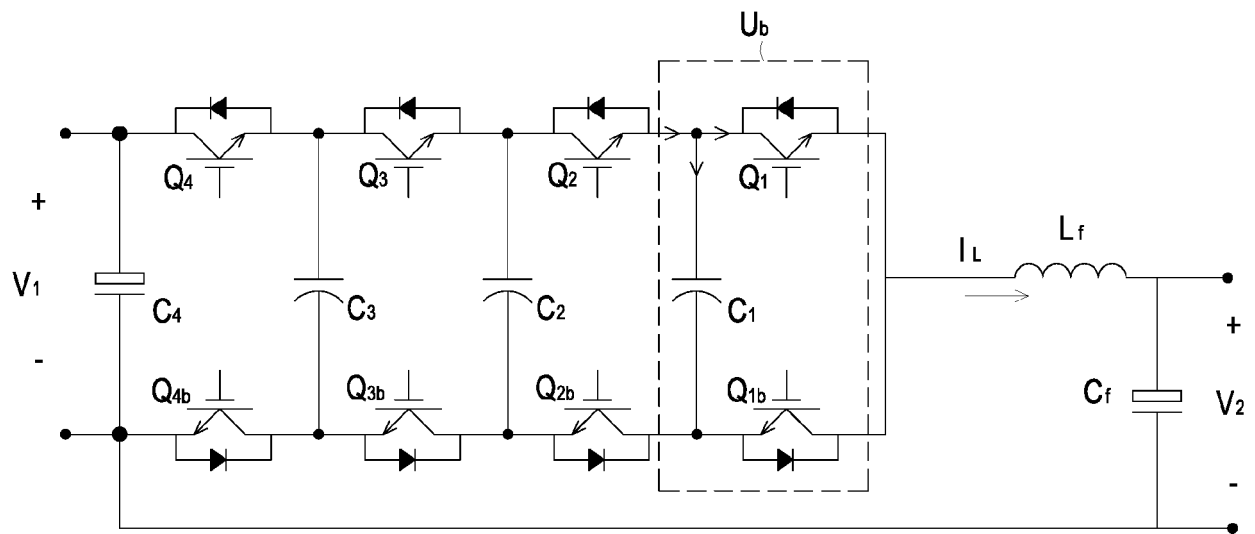 Ub
Q4
Q3
Q2
Q1
+
V1
-
C4
C3
C2
C1
IL
Lf
+
Cf
V2
-
Q4b
Q3b
Q2b
Q1b